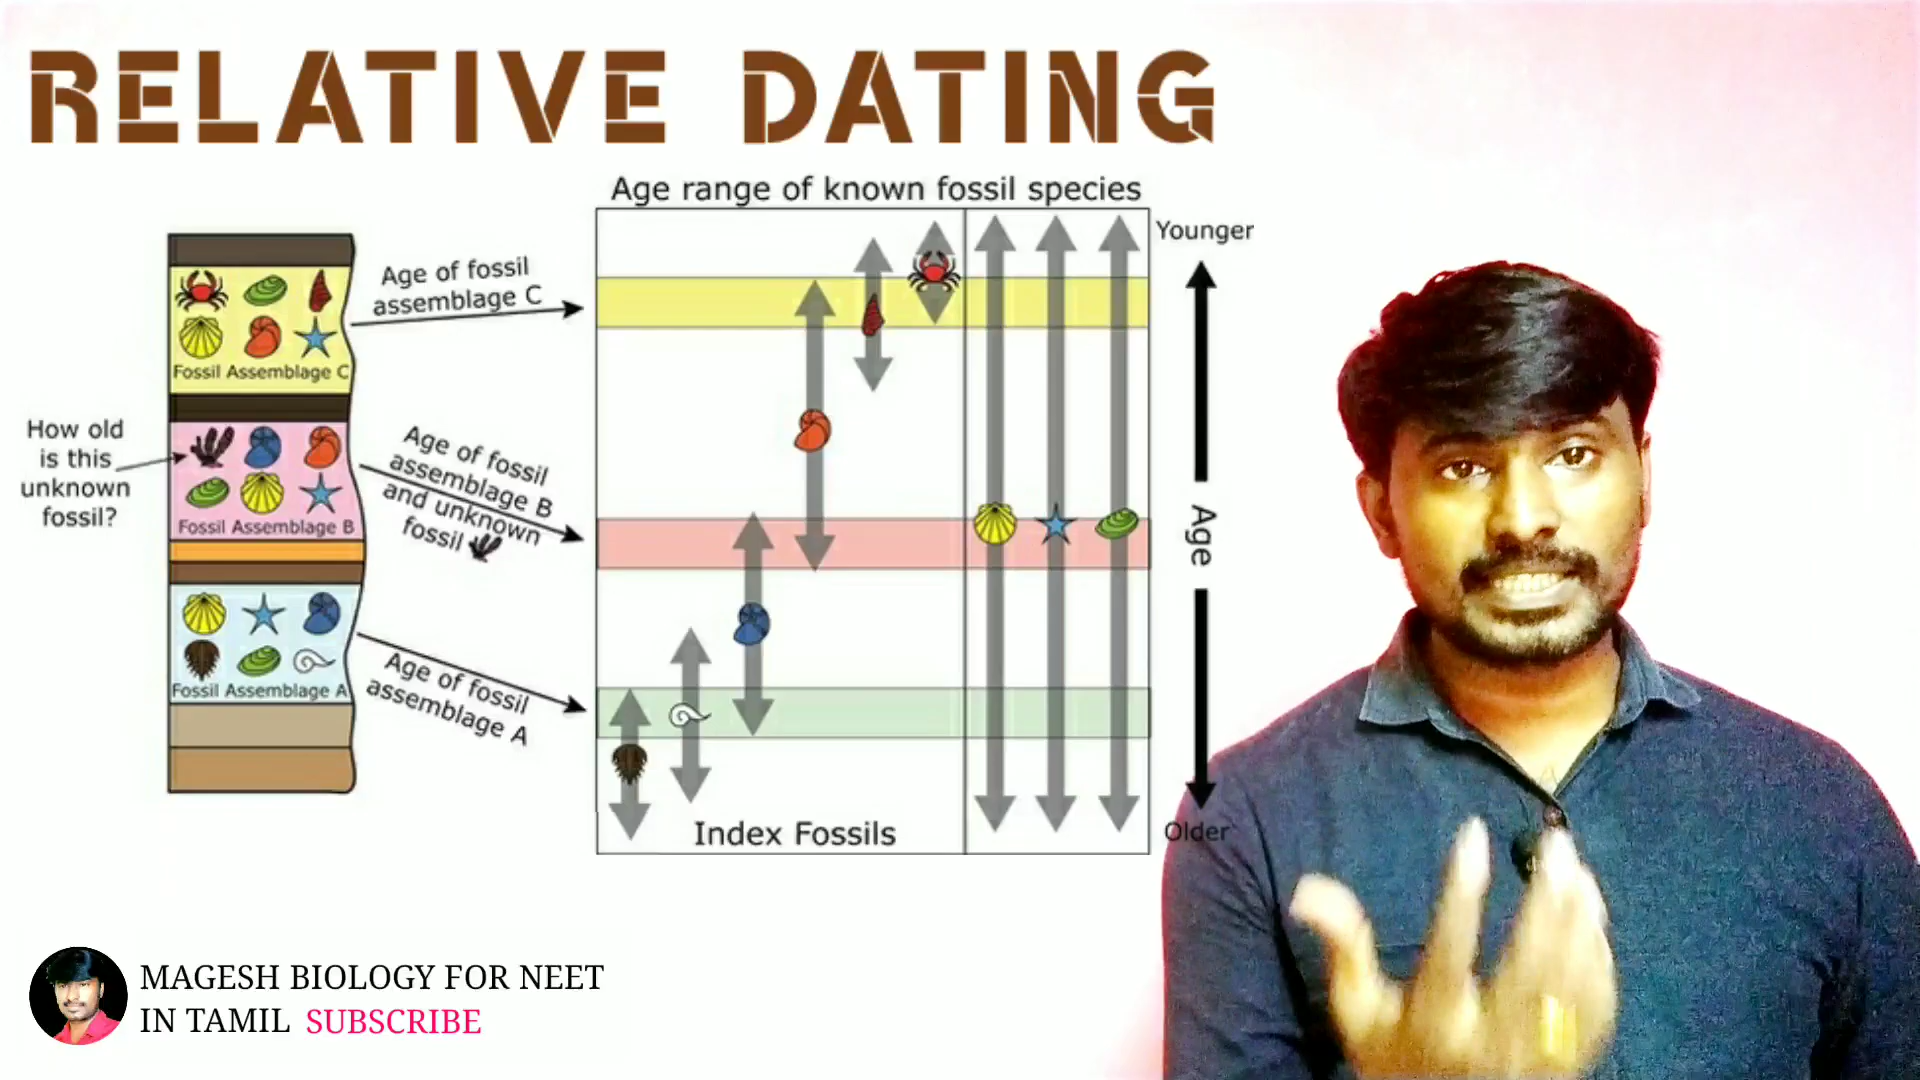 RELATIVE DATING
Age range of known fossil species
Younger
Age of fossil
assemblage C
Fossil Assemblage C
How old
is this
unknown
fossil?
Age of fossil
assemblage B
and unknown
fossil
Fossil Assemblage B
Age
Age of fossil
assemblage A
Fossil Assemblage A
Index Fossils
Older
MAGESH BIOLOGY FOR NEET
IN TAMIL SUBSCRIBE